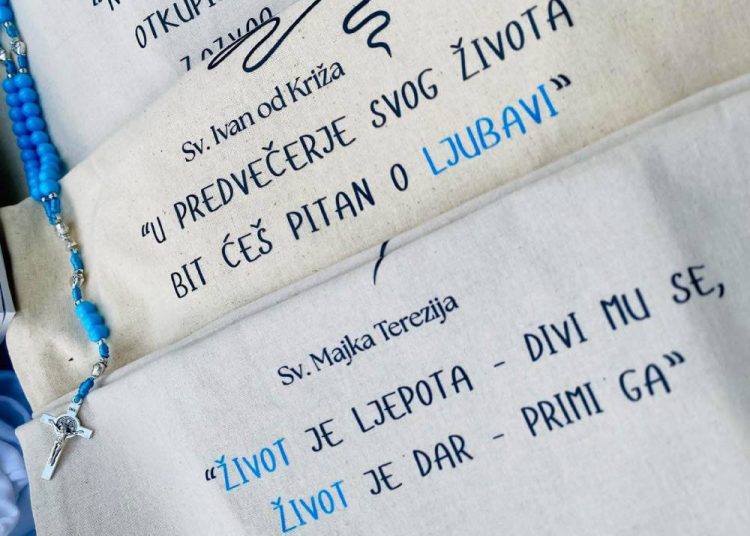 OTKUPI
Sv. Ivan od Križa
“U PREDVEČERJE SVOG ŽIVOTA
BIT ĆEŠ PITAN O LJUBAVI”
Sv. Majka Terezija
“ŽIVOT JE LJEPOTA - DIVI MU SE,
ŽIVOT JE DAR - PRIMI GA”